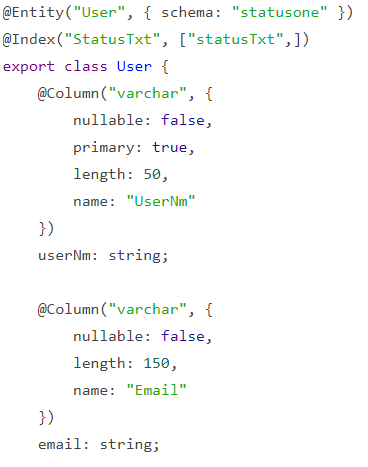 @Entity("User", { schema: "statusone" })
@Index("StatusTxt", ["statusTxt",])
export class User {
    @Column("varchar", {
        nullable: false,
        primary: true,
        length: 50,
        name: "UserNm"
    })
    userNm: string;

    @Column("varchar", {
        nullable: false,
        length: 150,
        name: "Email"
    })
    email: string;